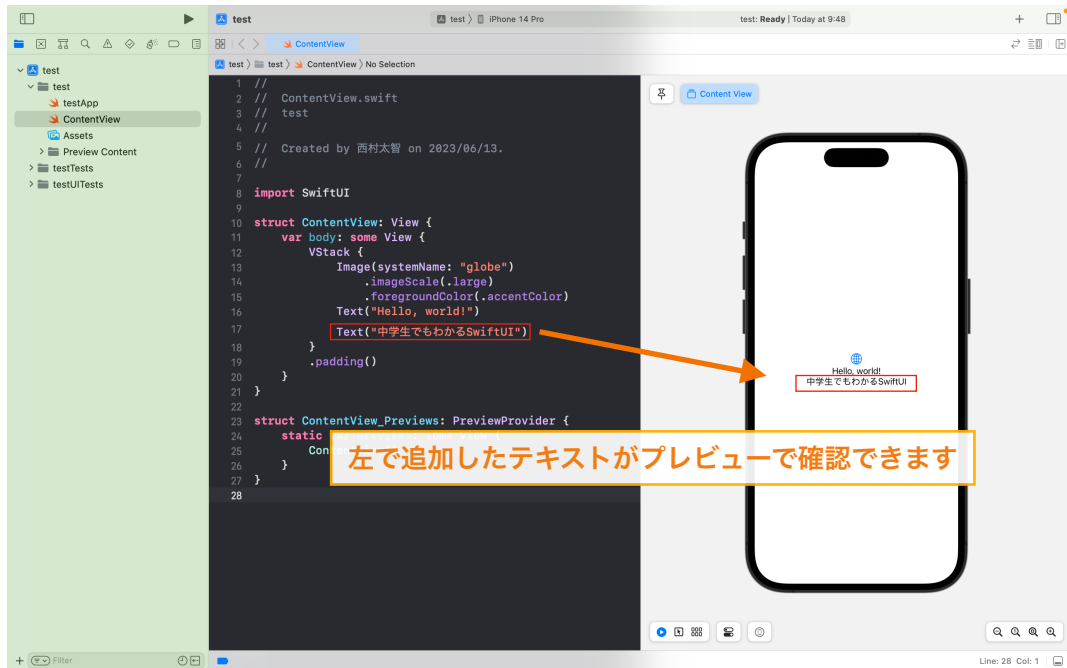 test
test 〉 iPhone 14 Pro
test: Ready | Today at 9:48
ContentView
test 〉 test 〉 ContentView 〉 No Selection
test
test
testApp
ContentView
Assets
Preview Content
testTests
testUITests
Filter
1 //
2 //  ContentView.swift
3 //  test
4 //
5 //  Created by 西村太智 on 2023/06/13.
6 //
7
8 import SwiftUI
9
10 struct ContentView: View {
11     var body: some View {
12         VStack {
13             Image(systemName: "globe")
14                 .imageScale(.large)
15                 .foregroundColor(.accentColor)
16             Text("Hello, world!")
17             Text("中学生でもわかるSwiftUI")
18         }
19         .padding()
20     }
21 }
22
23 struct ContentView_Previews: PreviewProvider {
24     static
25         Con
26     }
27 }
28
Content View
Hello, world!
中学生でもわかるSwiftUI
左で追加したテキストがプレビューで確認できます
Line: 28 Col: 1